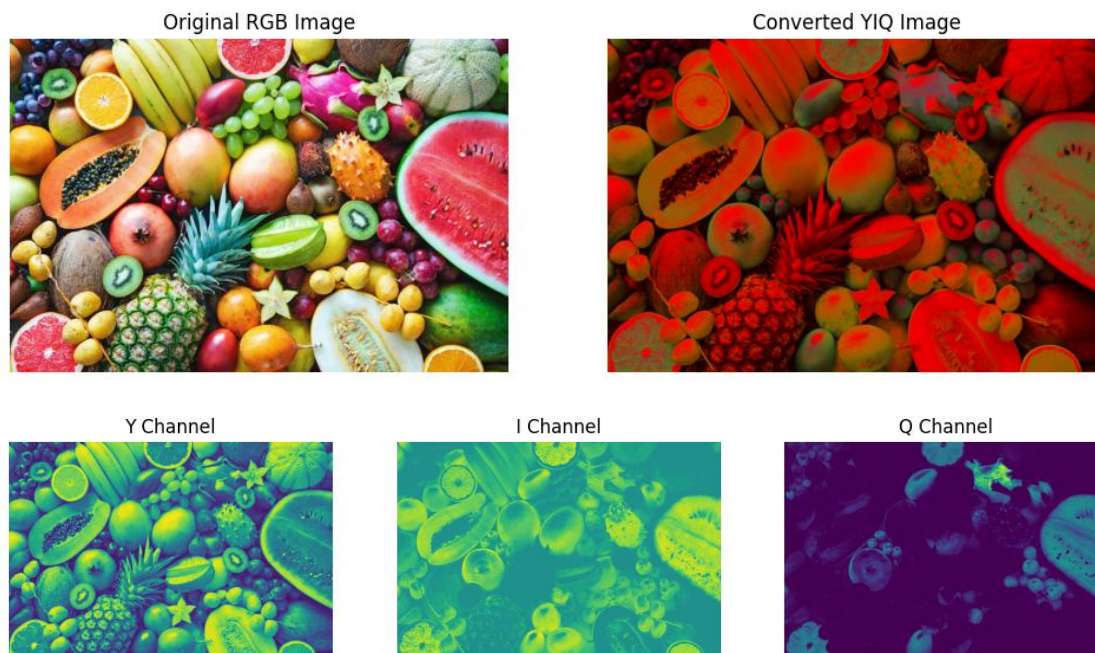 Original RGB Image
Converted YIQ Image
Y Channel
I Channel
Q Channel